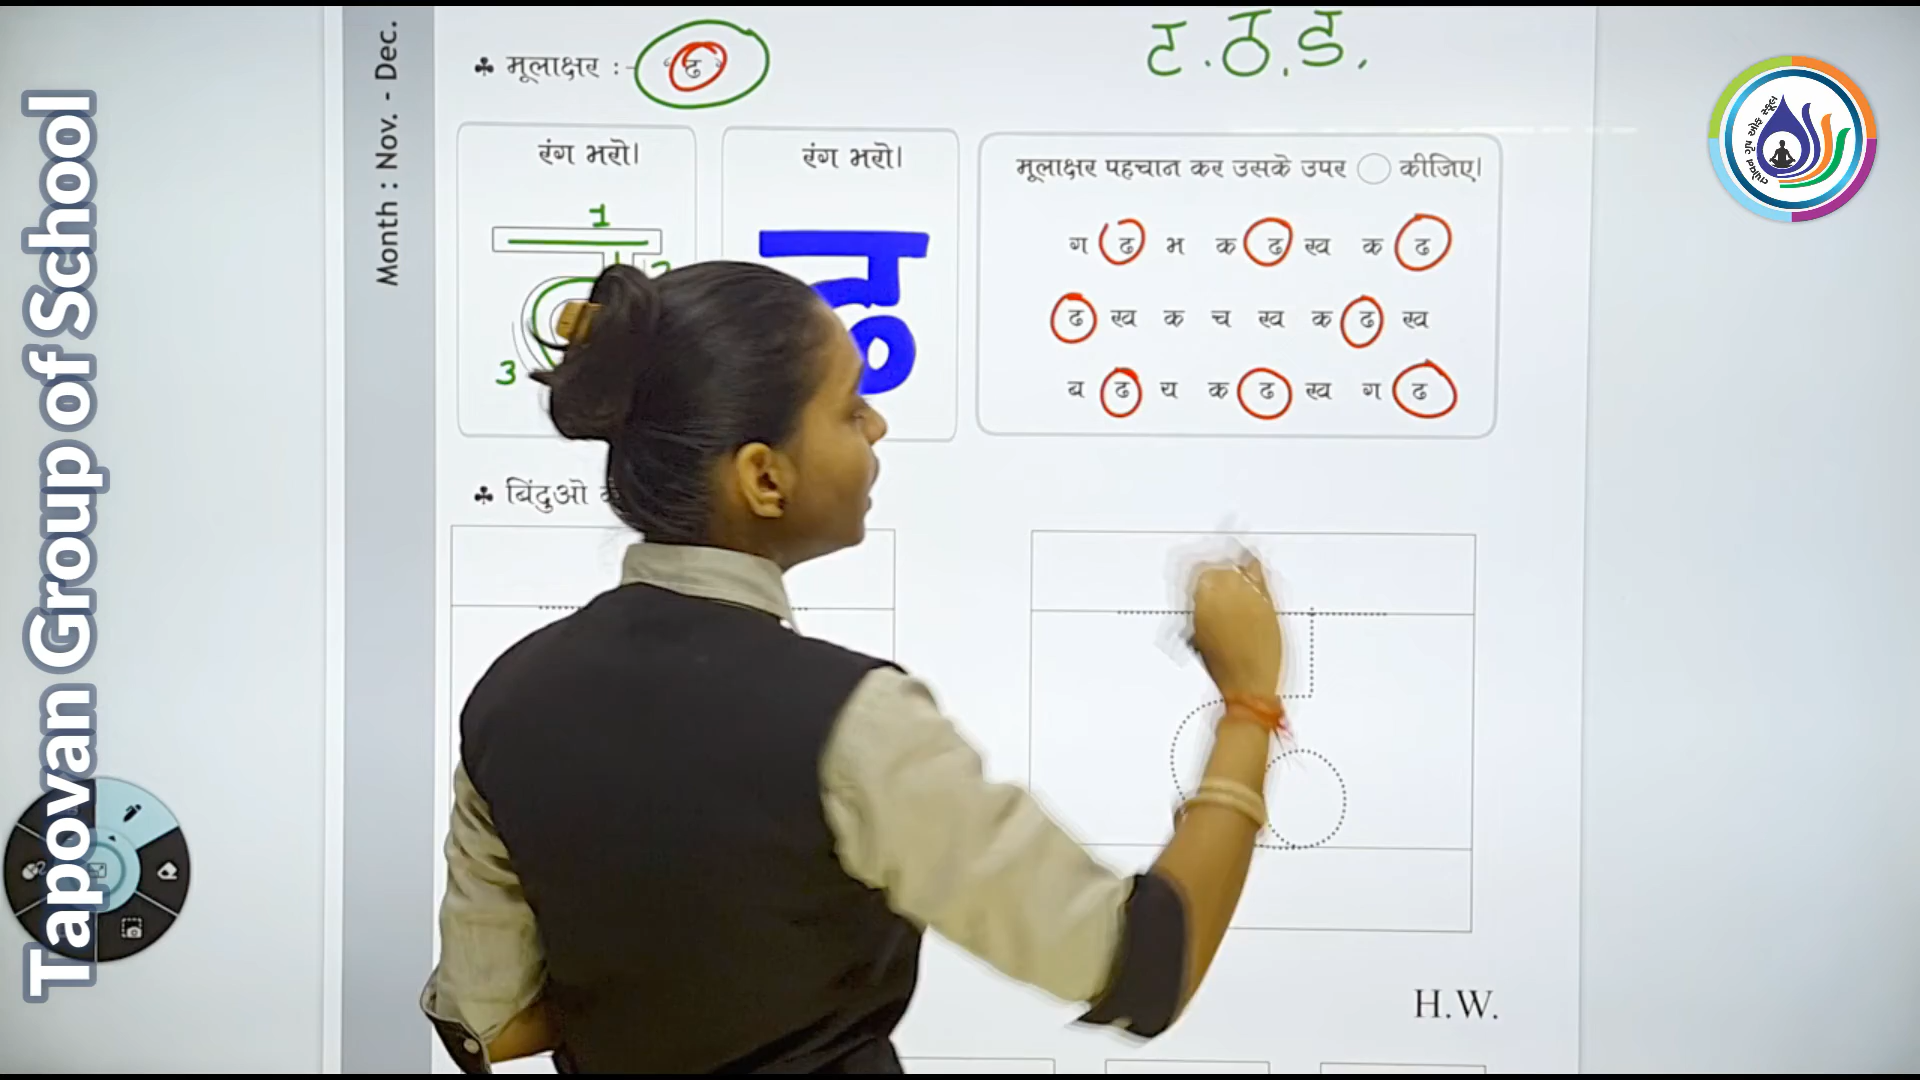 Tapovan Group of School
Month : Nov. - Dec.
♣ मूलाक्षर :- 'ढ'
ट. ठ. ड.
रंग भरो।
1
3
रंग भरो।
ढ
मूलाक्षर पहचान कर उसके उपर ◯ कीजिए।
ग ढ भ क ढ ख क ढ
ढ ख क च ख क ढ ख
ब ढ य क ढ ख ग ढ
♣ बिंदुओ
H.W.